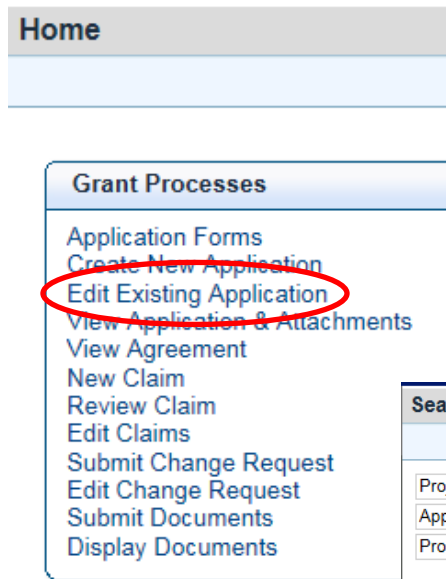 Home
Grant Processes
Application Forms
Create New Application
Edit Existing Application
View Application & Attachments
View Agreement
New Claim
Review Claim
Edit Claims
Submit Change Request
Edit Change Request
Submit Documents
Display Documents
Sea
Pro
App
Pro